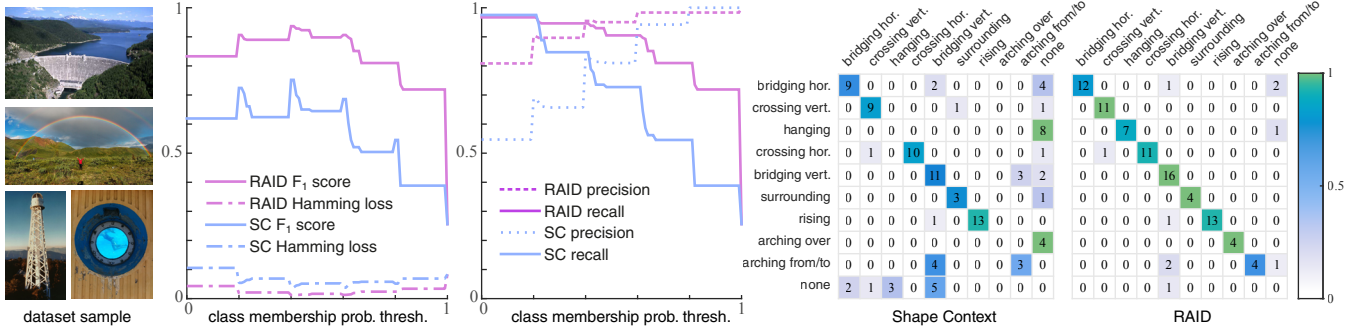 dataset sample
1
0.5
0
0
1
RAID F1 score
RAID Hamming loss
SC F1 score
SC Hamming loss
class membership prob. thresh.
1
0.5
0
0
1
RAID precision
RAID recall
SC precision
SC recall
class membership prob. thresh.
bridging hor. crossing vert. hanging crossing hor. bridging vert. surrounding rising arching over arching from/to none
bridging hor. 9 0 0 0 2 0 0 0 0 4
crossing vert. 0 9 0 0 0 1 0 0 0 1
hanging 0 0 0 0 0 0 0 0 0 8
crossing hor. 0 1 0 10 0 0 0 0 0 1
bridging vert. 0 0 0 0 11 0 0 0 3 2
surrounding 0 0 0 0 0 3 0 0 0 1
rising 0 0 0 0 1 0 13 0 0 0
arching over 0 0 0 0 0 0 0 0 0 4
arching from/to 0 0 0 0 4 0 0 0 3 0
none 2 1 3 0 5 0 0 0 0 0
Shape Context
bridging hor. crossing vert. hanging crossing hor. bridging vert. surrounding rising arching over arching from/to none
12 0 0 0 1 0 0 0 0 2
0 11 0 0 0 0 0 0 0 0
0 0 7 0 0 0 0 0 0 1
0 1 0 11 0 0 0 0 0 0
0 0 0 0 16 0 0 0 0 0
0 0 0 0 0 4 0 0 0 0
0 0 0 0 1 0 13 0 0 0
0 0 0 0 0 0 0 4 0 0
0 0 0 0 2 0 0 0 4 1
0 0 0 0 1 0 0 0 0 0
RAID
1
0.5
0